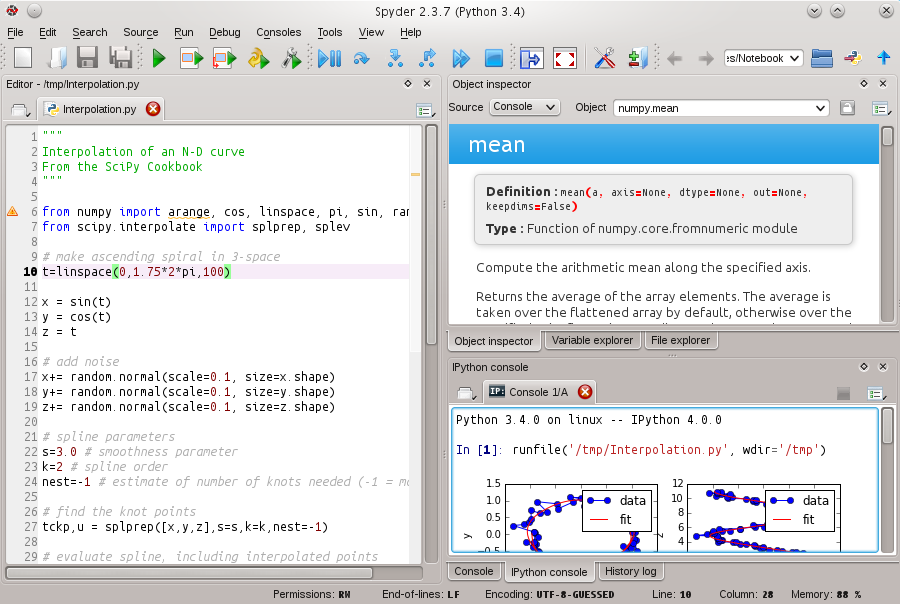 Spyder 2.3.7 (Python 3.4)
File Edit Search Source Run Debug Consoles Tools View Help
:s/Notebook
Editor - /tmp/Interpolation.py
Interpolation.py
1 """
2 Interpolation of an N-D curve
3 From the SciPy Cookbook
4 """
5
6 from numpy import arange, cos, linspace, pi, sin, ran
7 from scipy.interpolate import splprep, splev
8
9 # make ascending spiral in 3-space
10 t=linspace(0,1.75*2*pi,100)
11
12 x = sin(t)
13 y = cos(t)
14 z = t
15
16 # add noise
17 x+= random.normal(scale=0.1, size=x.shape)
18 y+= random.normal(scale=0.1, size=y.shape)
19 z+= random.normal(scale=0.1, size=z.shape)
20
21 # spline parameters
22 s=3.0 # smoothness parameter
23 k=2 # spline order
24 nest=-1 # estimate of number of knots needed (-1 = ma
25
26 # find the knot points
27 tckp,u = splprep([x,y,z],s=s,k=k,nest=-1)
28
29 # evaluate spline, including interpolated points
Object inspector
Source Console Object numpy.mean
mean
Definition : mean(a, axis=None, dtype=None, out=None,
keepdims=False)
Type : Function of numpy.core.fromnumeric module
Compute the arithmetic mean along the specified axis.
Returns the average of the array elements. The average is
taken over the flattened array by default, otherwise over the
Object inspector Variable explorer File explorer
IPython console
IP: Console 1/A
Python 3.4.0 on linux -- IPython 4.0.0
In [1]: runfile('/tmp/Interpolation.py', wdir='/tmp')
1.5
1.0
0.5
0.0
-0.5
y
data
fit
12
10
8
6
4
z
data
fit
Console IPython console History log
Permissions: RW End-of-lines: LF Encoding: UTF-8-GUESSED Line: 10 Column: 28 Memory: 88 %